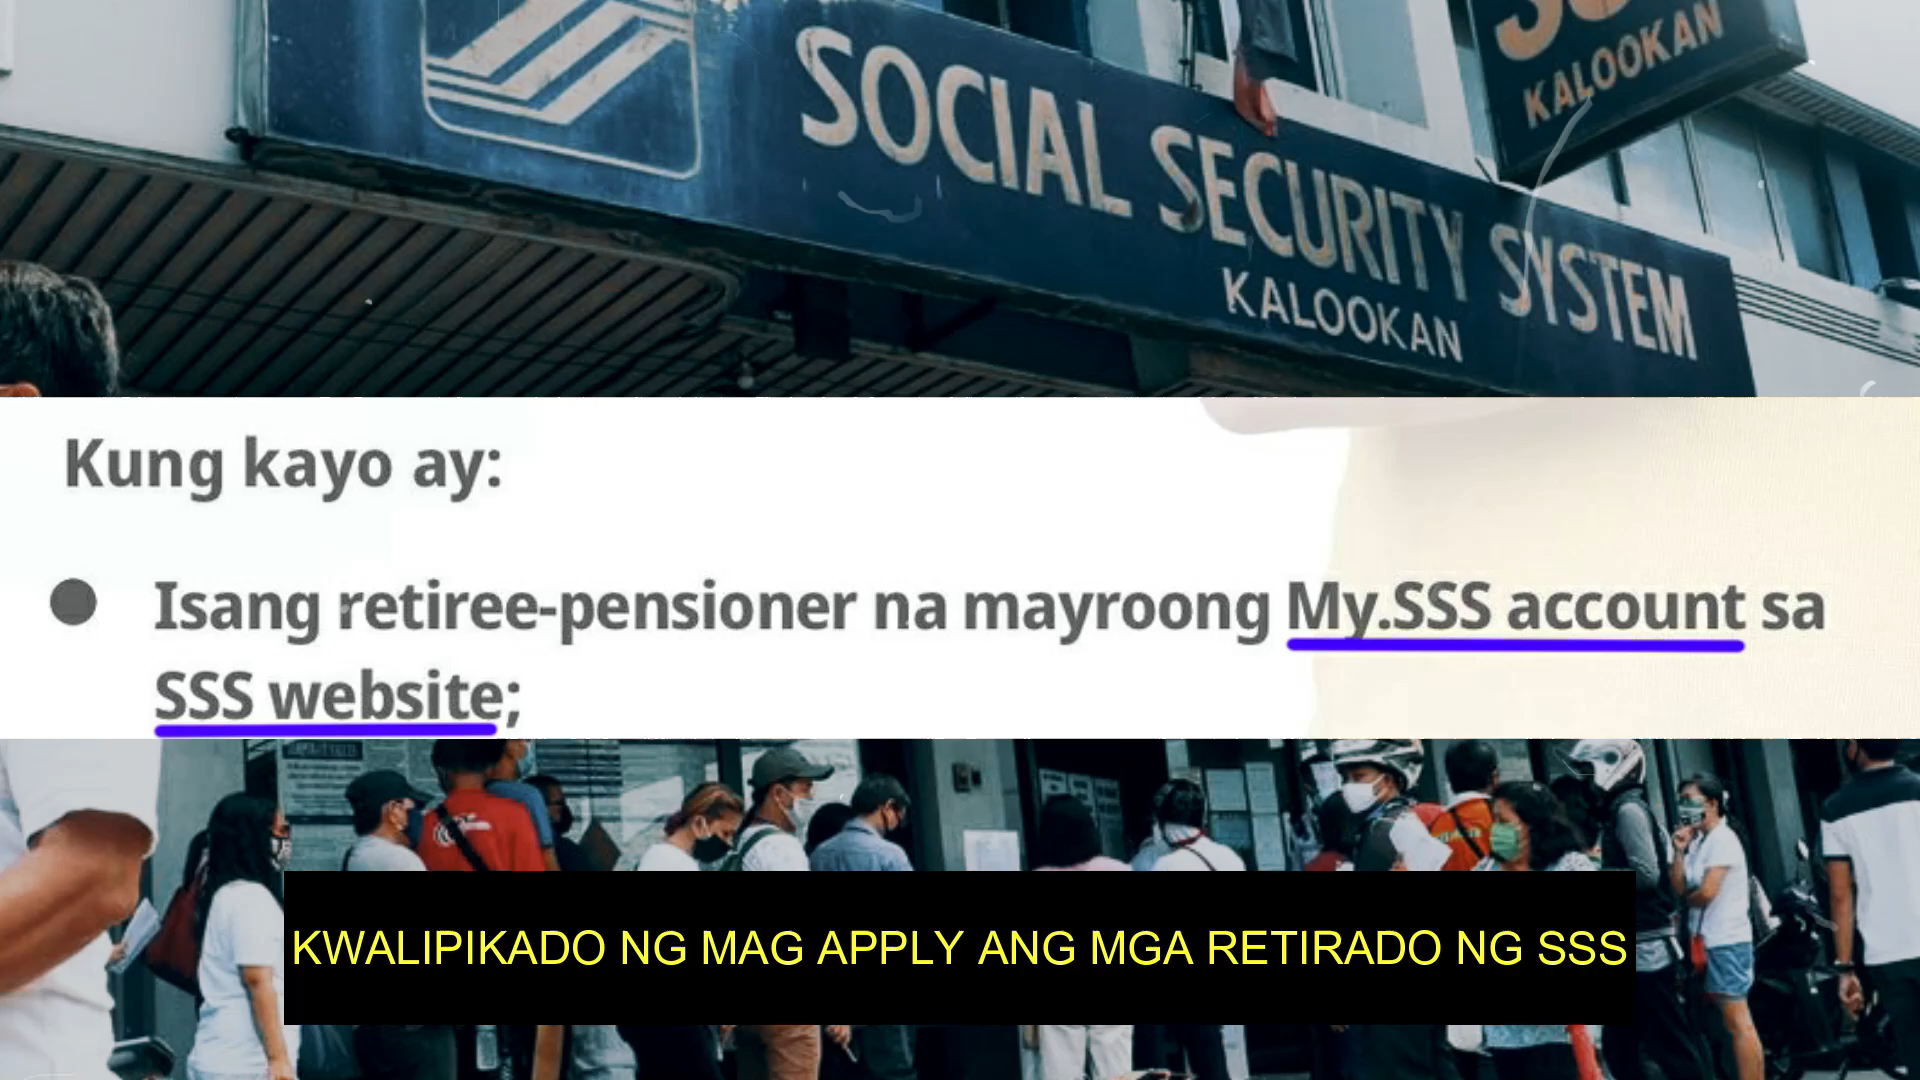 SOCIAL SECURITY SYSTEM
KALOOKAN
KALOOKAN
Kung kayo ay:
● Isang retiree-pensioner na mayroong My.SSS account sa
SSS website;
KWALIPIKADO NG MAG APPLY ANG MGA RETIRADO NG SSS